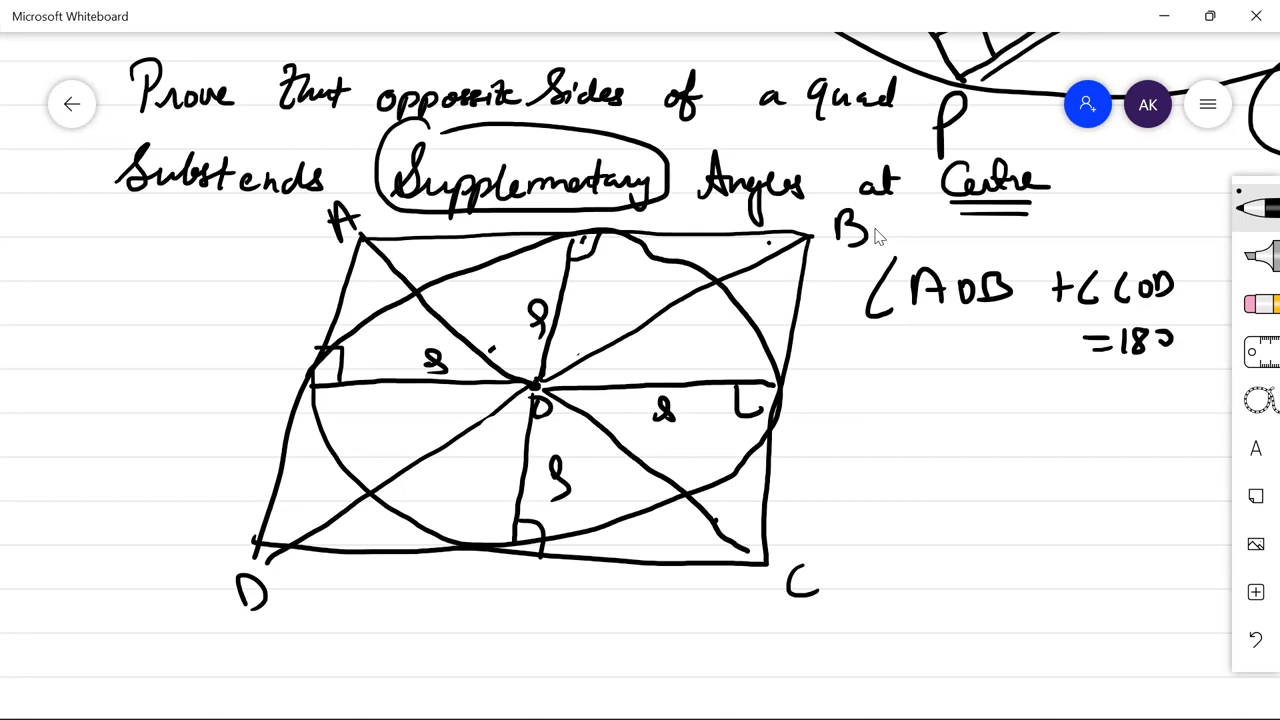 Microsoft Whiteboard
Prove that opposite sides of a quad
Substends Supplementary Angles at Centre
P
AK
A
B
∠AOB + ∠COD
= 180
r
r
O
r
r
D
C
A